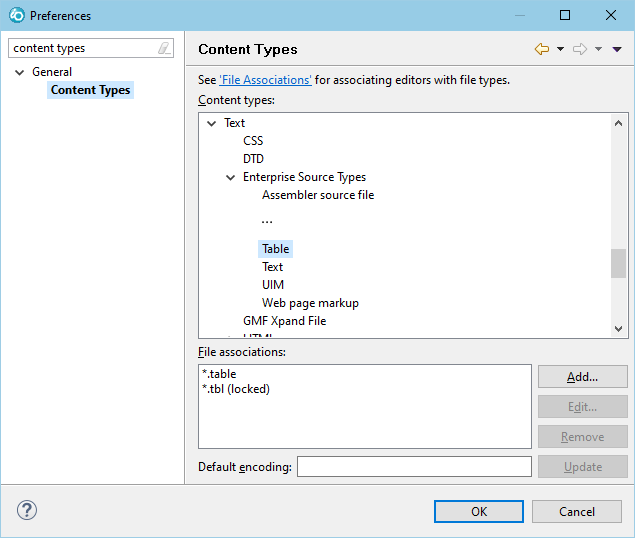 Preferences
content types
General
Content Types
Content Types
See 'File Associations' for associating editors with file types.
Content types:
Text
CSS
DTD
Enterprise Source Types
Assembler source file
...
Table
Text
UIM
Web page markup
GMF Xpand File
HTML
File associations:
*.table
*.tbl (locked)
Add...
Edit...
Remove
Default encoding:
Update
?
OK
Cancel